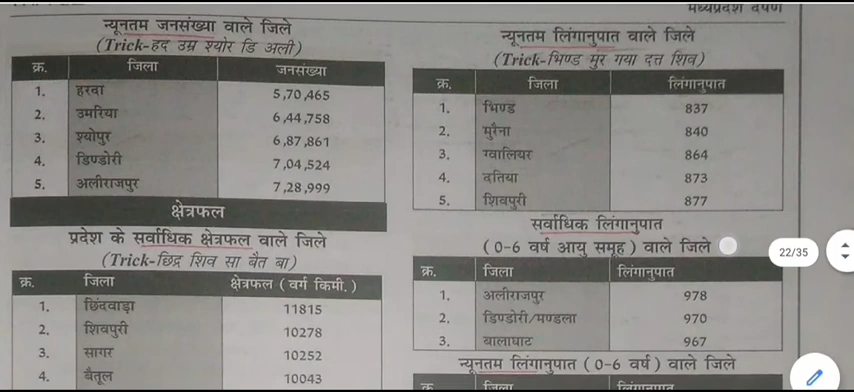 मध्यप्रदेश दर्पण
न्यूनतम जनसंख्या वाले जिले
(Trick-हद उम्र श्योर डि अली)
क्र. जिला जनसंख्या
1. हरदा 5,70,465
2. उमरिया 6,44,758
3. श्योपुर 6,87,861
4. डिण्डोरी 7,04,524
5. अलीराजपुर 7,28,999
क्षेत्रफल
प्रदेश के सर्वाधिक क्षेत्रफल वाले जिले
(Trick-छिद्र शिव सा बैत बा)
क्र. जिला क्षेत्रफल (वर्ग किमी.)
1. छिंदवाड़ा 11815
2. शिवपुरी 10278
3. सागर 10252
4. बैतूल 10043
न्यूनतम लिंगानुपात वाले जिले
(Trick-भिण्ड मुर गया दत्त शिव)
क्र. जिला लिंगानुपात
1. भिण्ड 837
2. मुरैना 840
3. ग्वालियर 864
4. दतिया 873
5. शिवपुरी 877
सर्वाधिक लिंगानुपात
(0-6 वर्ष आयु समूह) वाले जिले
क्र. जिला लिंगानुपात
1. अलीराजपुर 978
2. डिण्डोरी/मण्डला 970
3. बालाघाट 967
न्यूनतम लिंगानुपात (0-6 वर्ष) वाले जिले
क्र. जिला लिंगानुपात
22/35